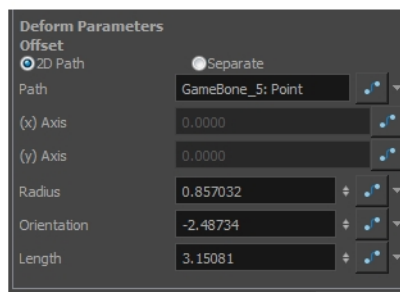 Deform Parameters
Offset
2D Path Separate
Path GameBone_5: Point
(x) Axis 0.0000
(y) Axis 0.0000
Radius 0.857032
Orientation -2.48734
Length 3.15081